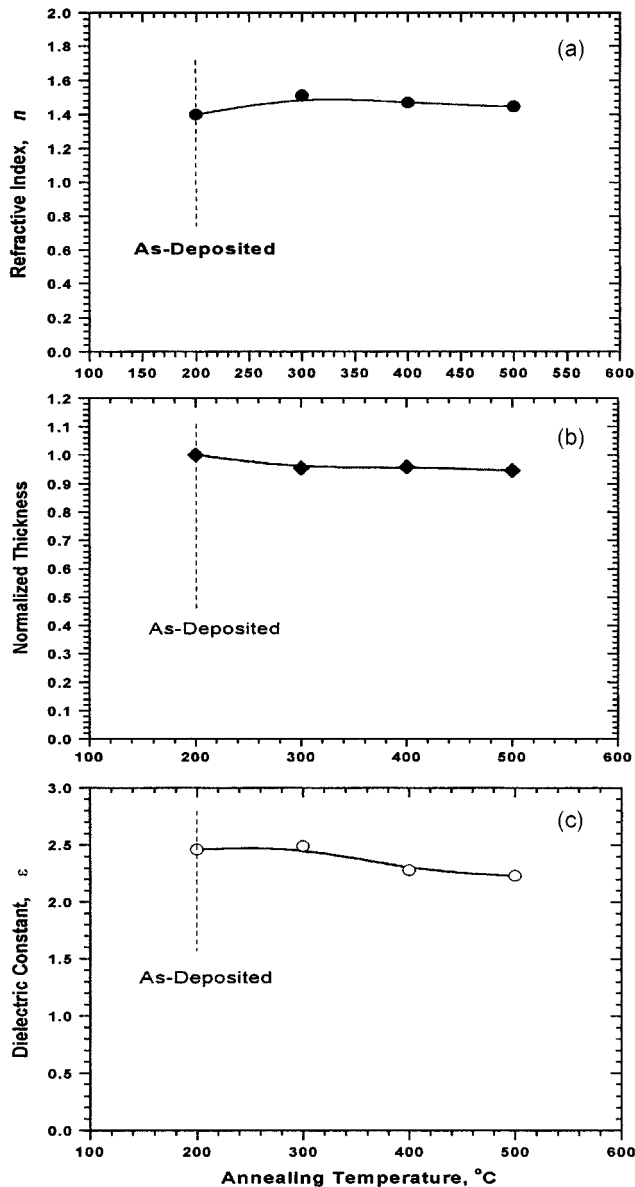 2.0
(a)
1.8
1.6
1.4
1.2
1.0
0.8
0.6
0.4
0.2
0.0
Refractive Index, n
As-Deposited
100 150 200 250 300 350 400 450 500 550 600
1.2
(b)
1.1
1.0
0.9
0.8
0.7
0.6
0.5
0.4
0.3
0.2
0.1
0.0
Normalized Thickness
As-Deposited
100 200 300 400 500 600
3.0
(c)
2.5
2.0
1.5
1.0
0.5
0.0
Dielectric Constant, ε
As-Deposited
100 200 300 400 500 600
Annealing Temperature, °C